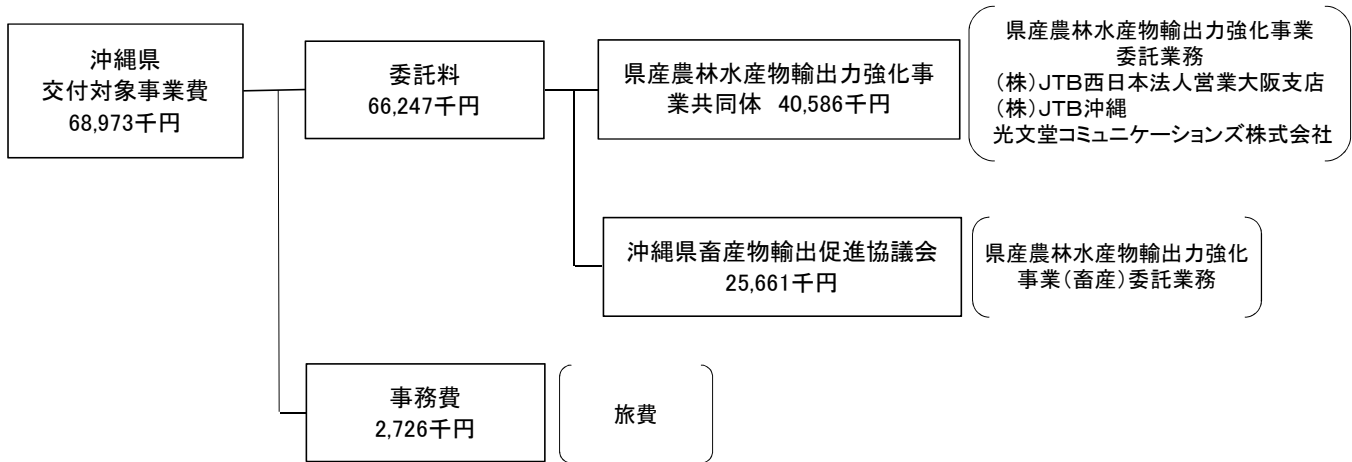 沖縄県
交付対象事業費
68,973千円
委託料
66,247千円
県産農林水産物輸出力強化事
業共同体 40,586千円
県産農林水産物輸出力強化事業
委託業務
(株)JTB西日本法人営業大阪支店
(株)JTB沖縄
光文堂コミュニケーションズ株式会社
沖縄県畜産物輸出促進協議会
25,661千円
県産農林水産物輸出力強化
事業(畜産)委託業務
事務費
2,726千円
旅費